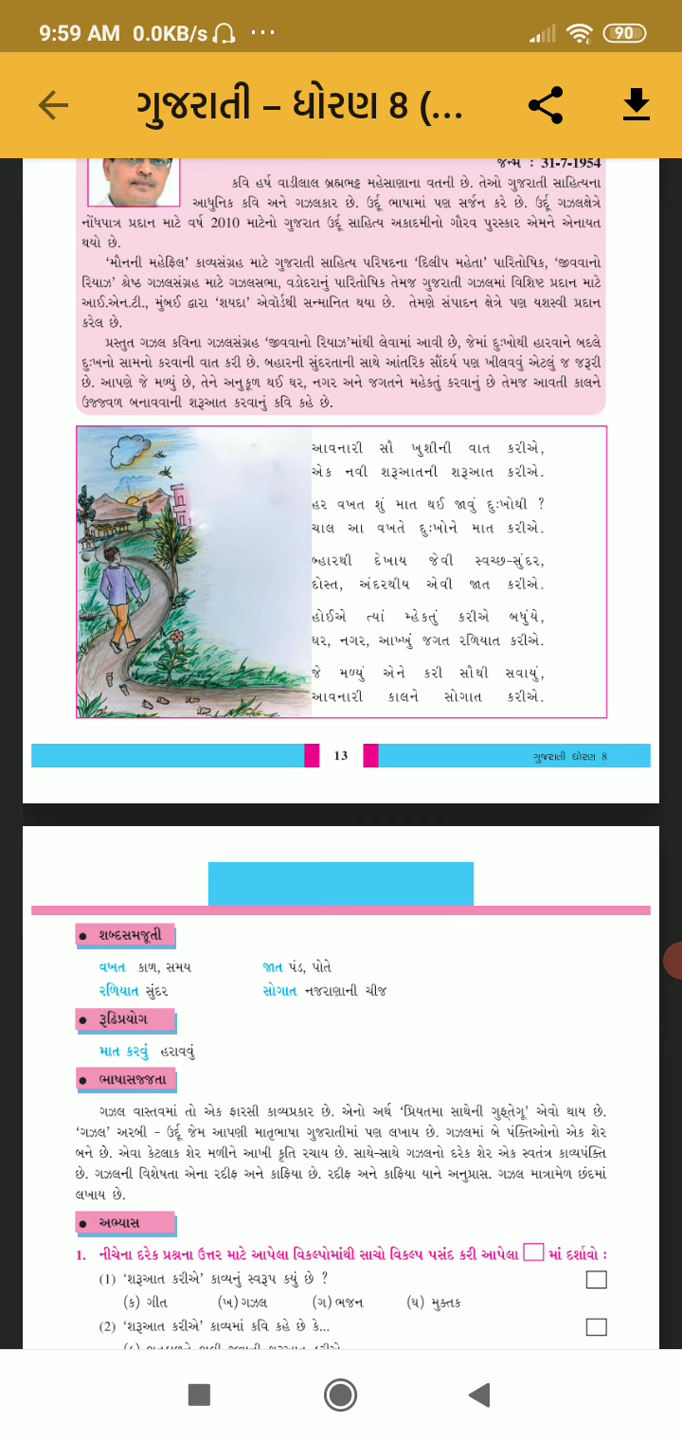 9:59 AM 0.0KB/s ...
90
ગુજરાતી – ધોરણ 8 (...
જન્મ : 31-7-1954
કવિ હર્ષ વાડીલાલ બ્રહ્મભટ્ટ મહેસાણાના વતની છે. તેઓ ગુજરાતી સાહિત્યના
આધુનિક કવિ અને ગઝલકાર છે. ઉર્દૂ ભાષામાં પણ સર્જન કરે છે. ઉર્દૂ ગઝલક્ષેત્રે
નોંધપાત્ર પ્રદાન માટે વર્ષ 2010 માટેનો ગુજરાત ઉર્દૂ સાહિત્ય અકાદમીનો ગૌરવ પુરસ્કાર એમને એનાયત
થયો છે.
‘મૌનની મહેફિલ’ કાવ્યસંગ્રહ માટે ગુજરાતી સાહિત્ય પરિષદના ‘દિલીપ મહેતા’ પારિતોષિક, ‘જીવવાનો
રિયાઝ’ શ્રેષ્ઠ ગઝલસંગ્રહ માટે ગઝલસભા, વડોદરાનું પારિતોષિક તેમજ ગુજરાતી ગઝલમાં વિશિષ્ટ પ્રદાન માટે
આઈ.એન.ટી., મુંબઈ દ્વારા ‘શયદા’ એવૉર્ડથી સન્માનિત થયા છે. તેમણે સંપાદન ક્ષેત્રે પણ યશસ્વી પ્રદાન
કરેલ છે.
પ્રસ્તુત ગઝલ કવિના ગઝલસંગ્રહ ‘જીવવાનો રિયાઝ’માંથી લેવામાં આવી છે, જેમાં દુઃખોથી હારવાને બદલે
દુઃખનો સામનો કરવાની વાત કરી છે. બહારની સુંદરતાની સાથે આંતરિક સૌંદર્ય પણ ખીલવવું એટલું જ જરૂરી
છે. આપણે જે મળ્યું છે, તેને અનુકૂળ થઈ ઘર, નગર અને જગતને મહેકતું કરવાનું છે તેમજ આવતી કાલને
ઉજ્જ્વળ બનાવવાની શરૂઆત કરવાનું કવિ કહે છે.
આવનારી સૌ ખુશીની વાત કરીએ,
એક નવી શરૂઆતની શરૂઆત કરીએ.
હર વખત શું માત થઈ જાવું દુઃખોથી ?
ચાલ આ વખતે દુઃખોને માત કરીએ.
બ્હારથી દેખાય જેવી સ્વચ્છ-સુંદર,
દોસ્ત, અંદરથીય એવી જાત કરીએ.
હોઈએ ત્યાં મ્હેકતું કરીએ બધુંયે,
ઘર, નગર, આખ્ખું જગત રળિયાત કરીએ.
જે મળ્યું એને કરી સૌથી સવાયું,
આવનારી કાલને સોગાત કરીએ.
13
ગુજરાતી ધોરણ 8
• શબ્દસમજૂતી
વખત કાળ, સમય જાત પંડ, પોતે
રળિયાત સુંદર સોગાત નજરાણાની ચીજ
• રૂઢિપ્રયોગ
માત કરવું હરાવવું
• ભાષાસજ્જતા
ગઝલ વાસ્તવમાં તો એક ફારસી કાવ્યપ્રકાર છે. એનો અર્થ ‘પ્રિયતમા સાથેની ગુફ્તેગૂ’ એવો થાય છે.
‘ગઝલ’ અરબી - ઉર્દૂ જેમ આપણી માતૃભાષા ગુજરાતીમાં પણ લખાય છે. ગઝલમાં બે પંક્તિઓનો એક શેર
બને છે. એવા કેટલાક શેર મળીને આખી કૃતિ રચાય છે. સાથે-સાથે ગઝલનો દરેક શેર એક સ્વતંત્ર કાવ્યપંક્તિ
છે. ગઝલની વિશેષતા એના રદીફ અને કાફિયા છે. રદીફ અને કાફિયા યાને અનુપ્રાસ. ગઝલ માત્રામેળ છંદમાં
લખાય છે.
• અભ્યાસ
1. નીચેના દરેક પ્રશ્નના ઉત્તર માટે આપેલા વિકલ્પોમાંથી સાચો વિકલ્પ પસંદ કરી આપેલા માં દર્શાવો :
(1) ‘શરૂઆત કરીએ’ કાવ્યનું સ્વરૂપ કયું છે ?
(ક) ગીત (ખ) ગઝલ (ગ) ભજન (ઘ) મુક્તક
(2) ‘શરૂઆત કરીએ’ કાવ્યમાં કવિ કહે છે કે...